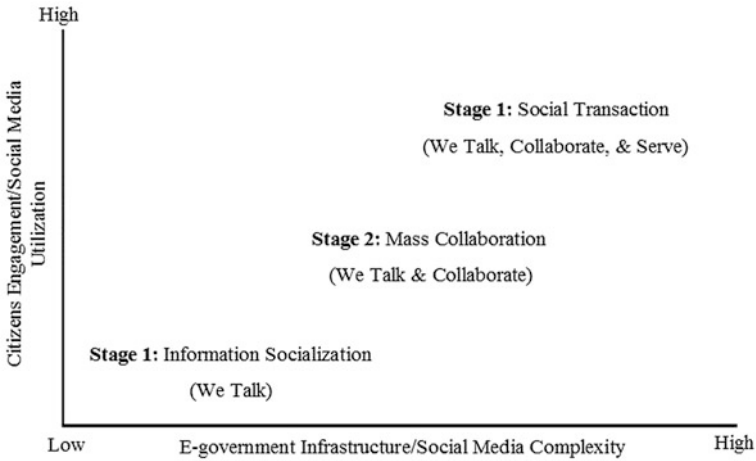 High
Citizens Engagement/Social Media
Utilization
Stage 1: Social Transaction
(We Talk, Collaborate, & Serve)
Stage 2: Mass Collaboration
(We Talk & Collaborate)
Stage 1: Information Socialization
(We Talk)
Low
E-government Infrastructure/Social Media Complexity
High